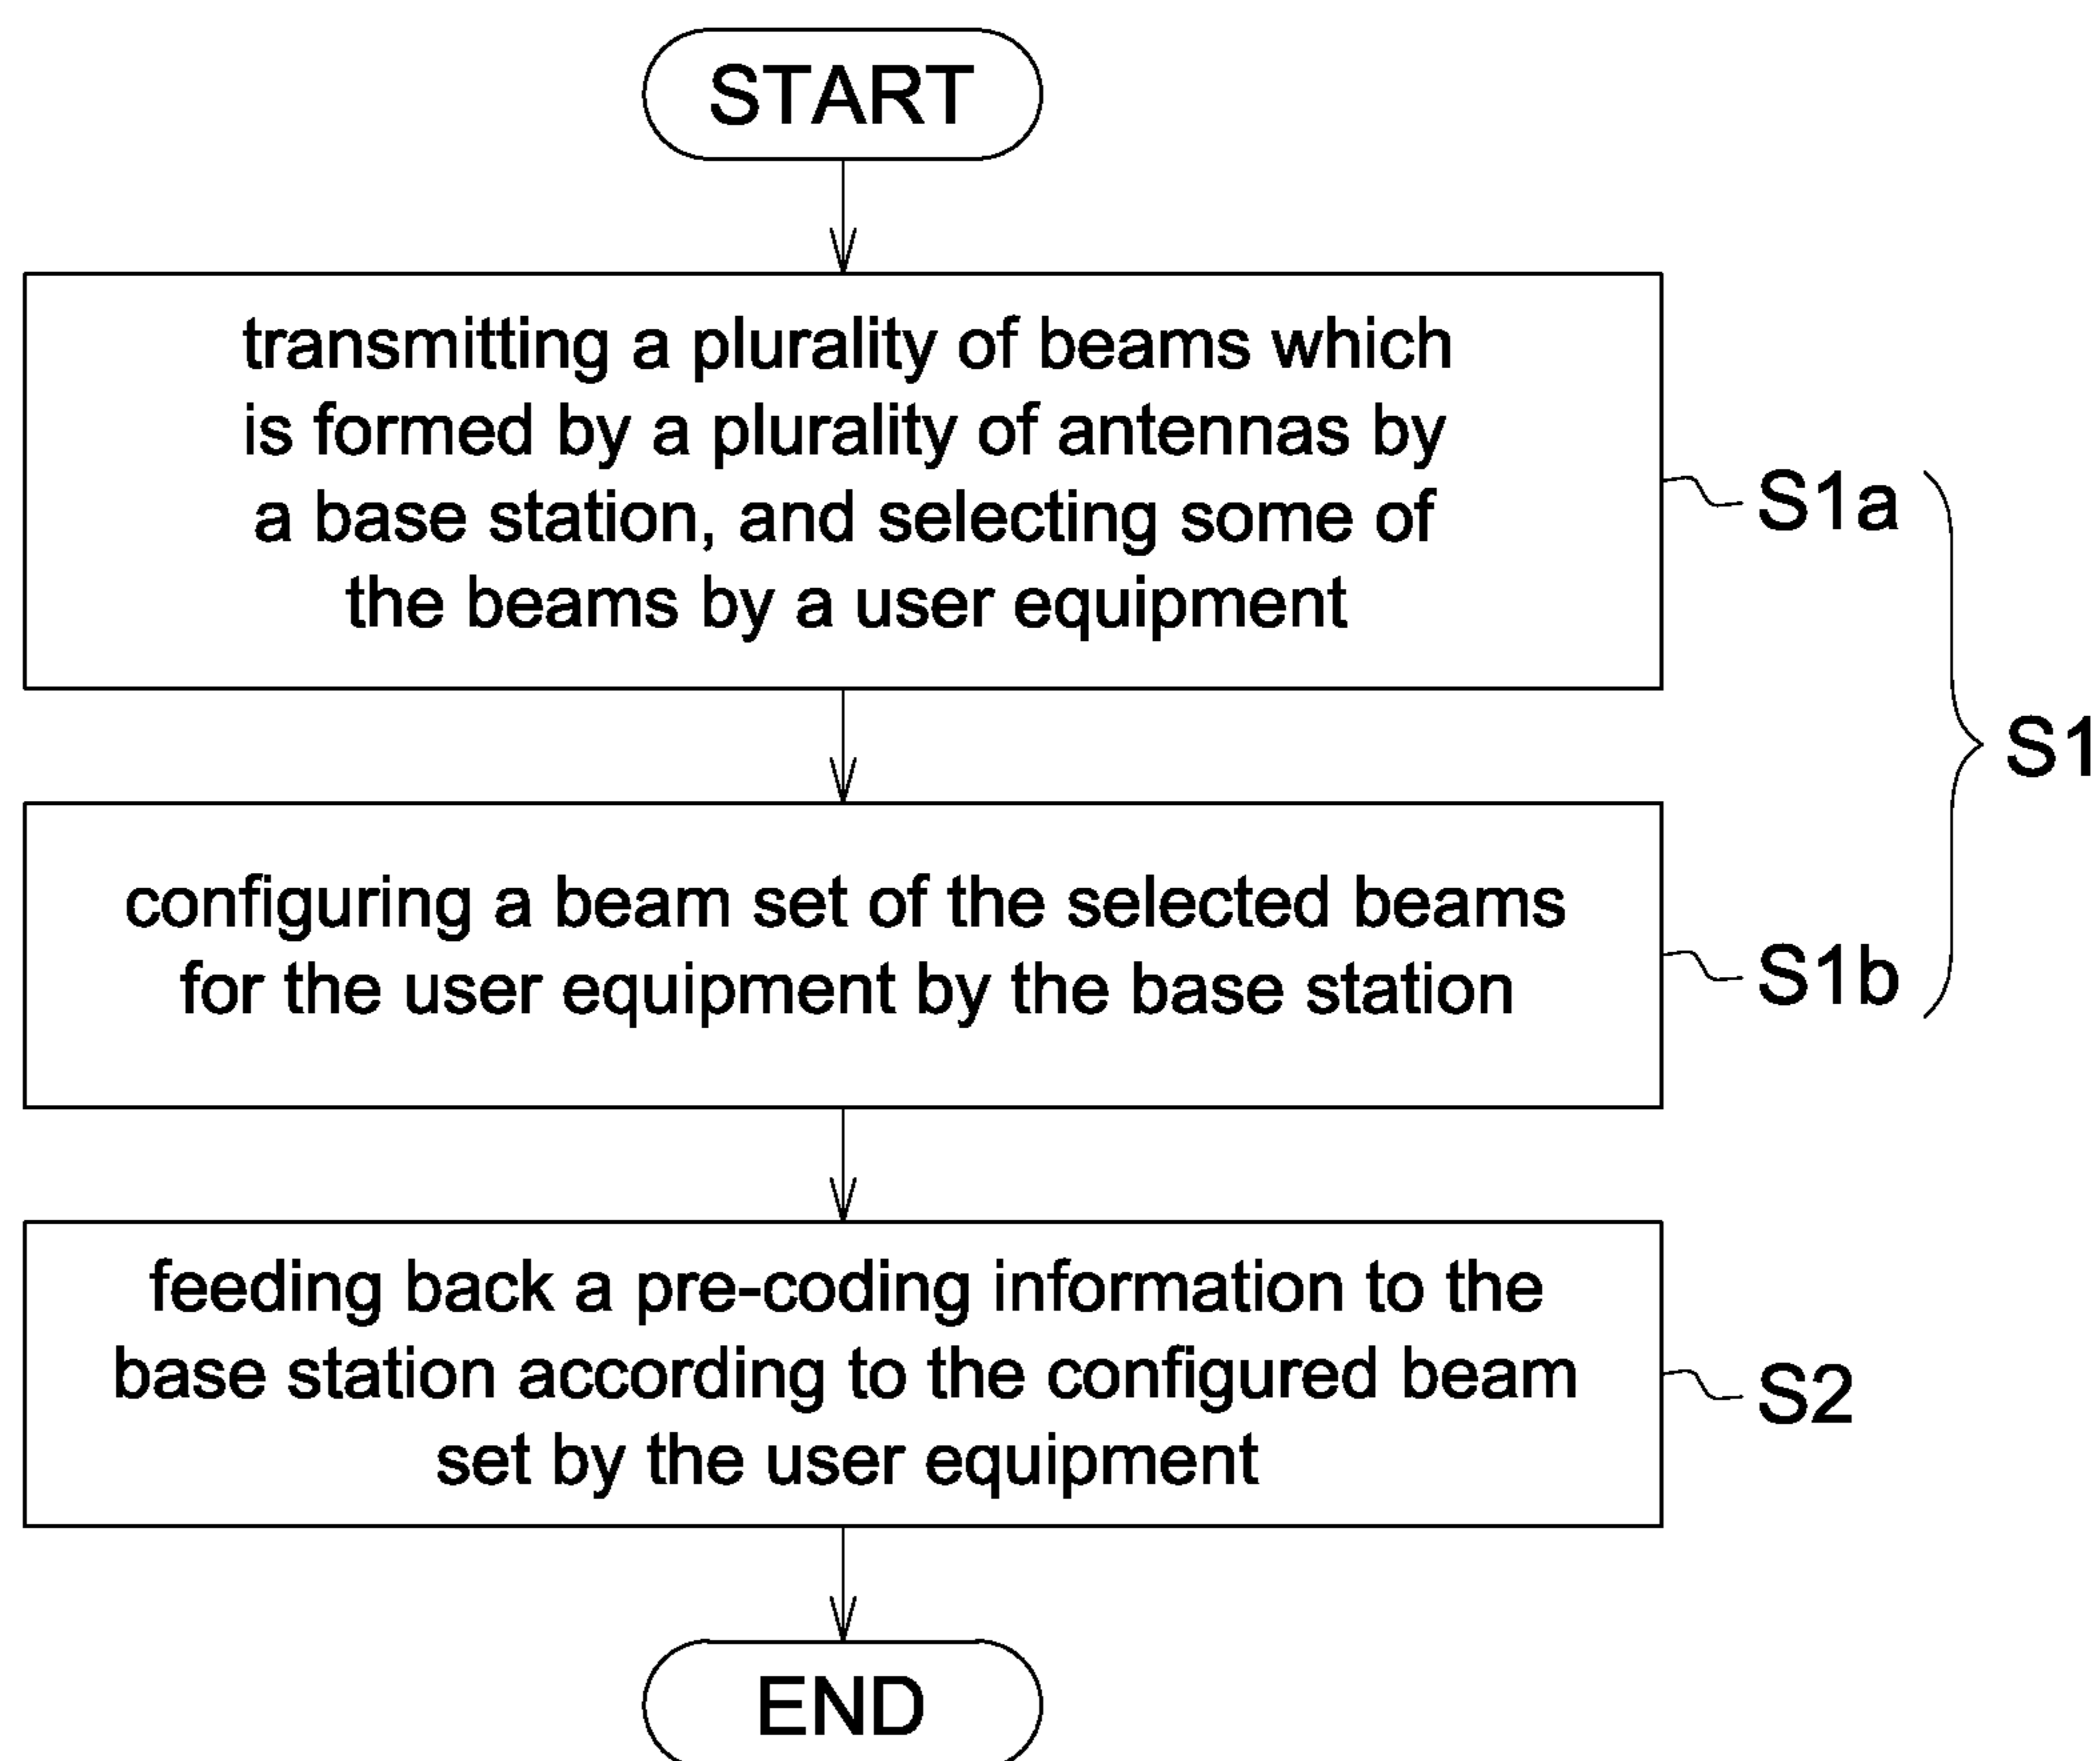 START
transmitting a plurality of beams which
is formed by a plurality of antennas by
a base station, and selecting some of
the beams by a user equipment
S1a
S1
configuring a beam set of the selected beams
for the user equipment by the base station
S1b
feeding back a pre-coding information to the
base station according to the configured beam
set by the user equipment
S2
END